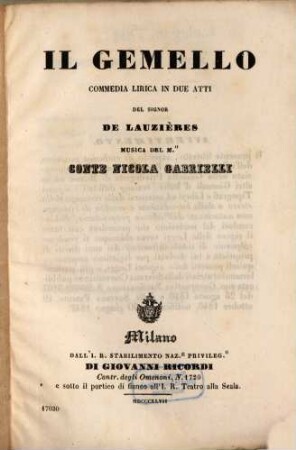 IL GEMELLO
COMMEDIA LIRICA IN DUE ATTI
DEL SIGNOR
DE LAUZIÈRES
MUSICA DEL M.º
CONTE NICOLA GABRIELLI
Milano
DALL'I. R. STABILIMENTO NAZ.º PRIVILEG.º
DI GIOVANNI RICORDI
Contr. degli Omenoni, N. 1720
e sotto il portico di fianco all'I. R. Teatro alla Scala.
MDCCCXLVII
17030